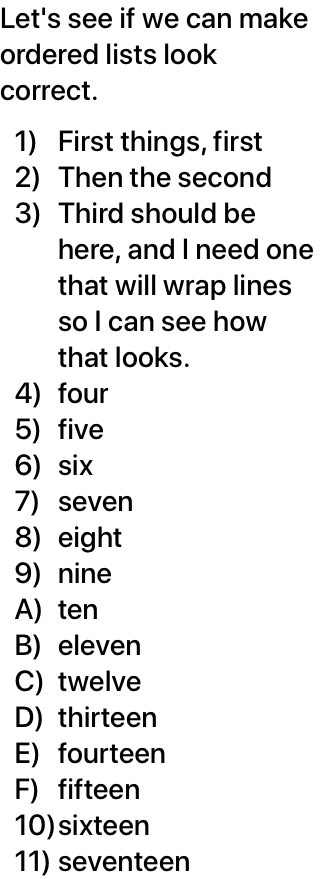 Let's see if we can make
ordered lists look
correct.
1) First things, first
2) Then the second
3) Third should be
here, and I need one
that will wrap lines
so I can see how
that looks.
4) four
5) five
6) six
7) seven
8) eight
9) nine
A) ten
B) eleven
C) twelve
D) thirteen
E) fourteen
F) fifteen
10) sixteen
11) seventeen